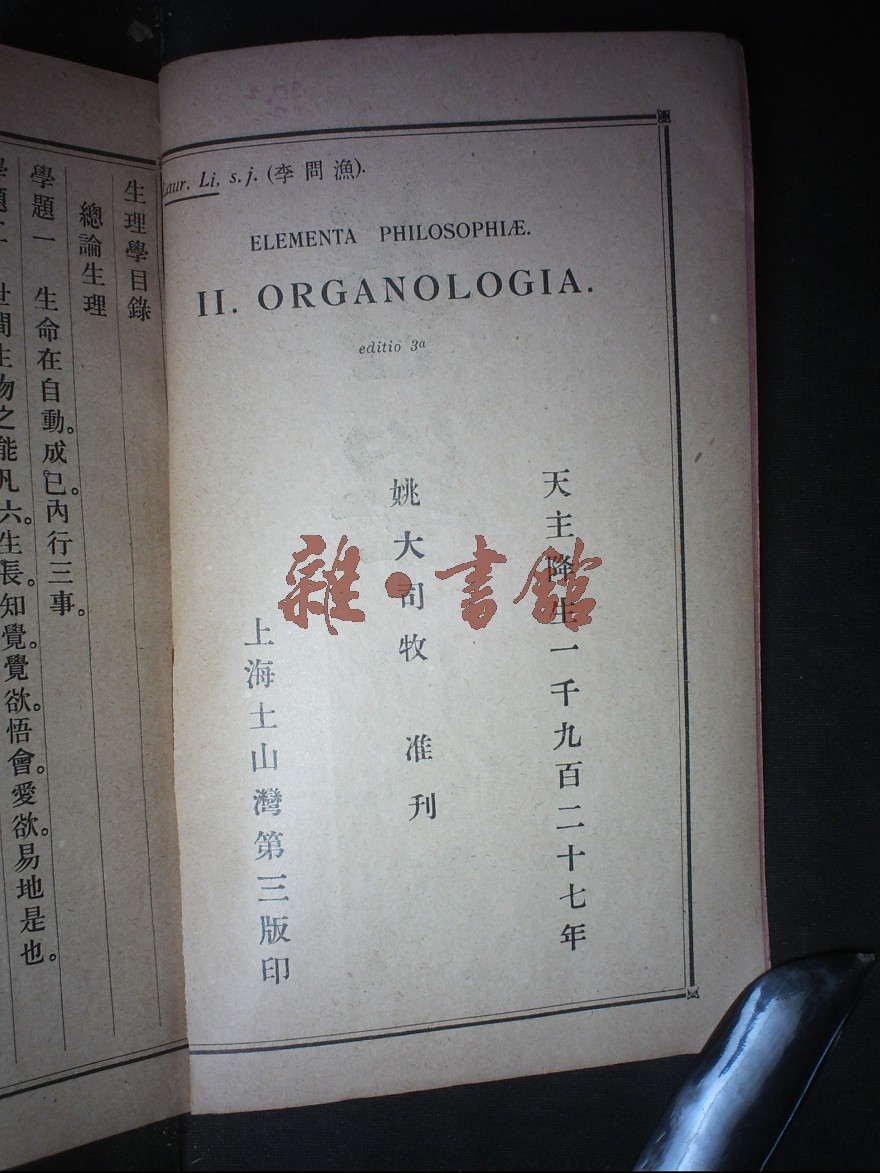 Laur. Li, s. j. (李問漁).
ELEMENTA PHILOSOPHIÆ.
II. ORGANOLOGIA.
editio 3a
天主降生一千九百二十七年
姚大司牧 准刊
上海土山灣第三版印
雜·書館
生理學目錄
總論生理
學題一 生命在自動。成已。內行三事。
世間生物之能凡六。生長。知覺。覺欲。悟會。愛欲。易地是也。